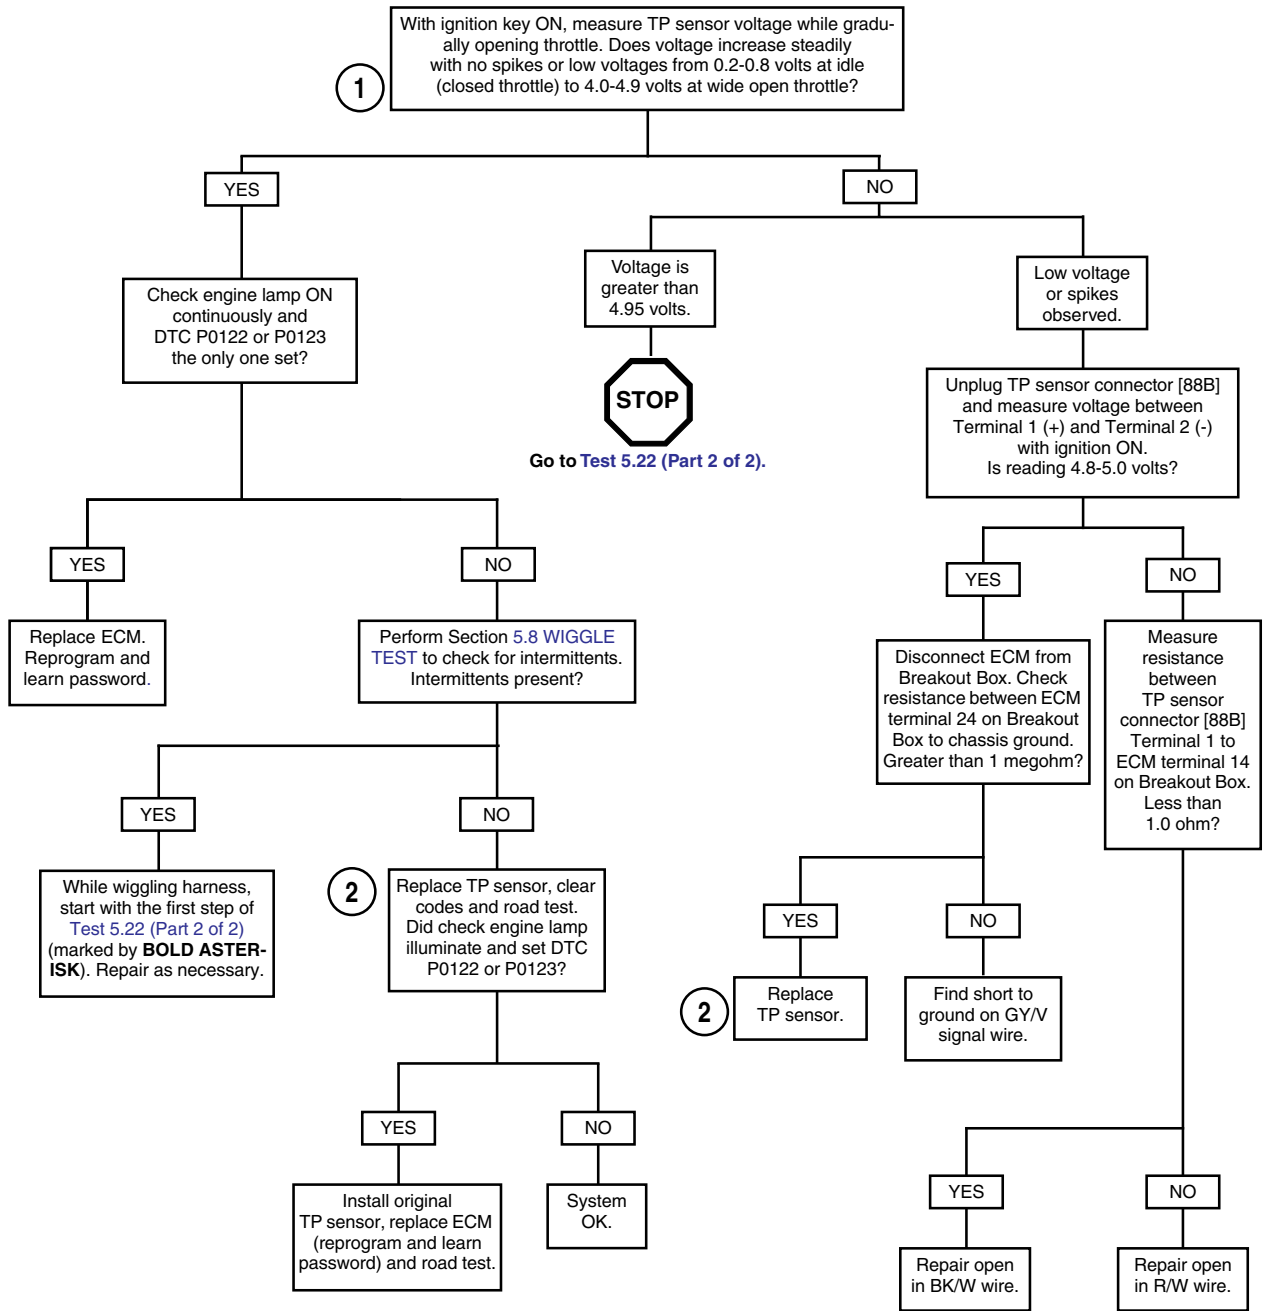 With ignition key ON, measure TP sensor voltage while gradu-
ally opening throttle. Does voltage increase steadily
with no spikes or low voltages from 0.2-0.8 volts at idle
(closed throttle) to 4.0-4.9 volts at wide open throttle?
1
YES
NO
Check engine lamp ON
continuously and
DTC P0122 or P0123
the only one set?
Voltage is
greater than
4.95 volts.
Low voltage
or spikes
observed.
STOP
Go to Test 5.22 (Part 2 of 2).
Unplug TP sensor connector [88B]
and measure voltage between
Terminal 1 (+) and Terminal 2 (-)
with ignition ON.
Is reading 4.8-5.0 volts?
YES
NO
YES
NO
Replace ECM.
Reprogram and
learn password.
Perform Section 5.8 WIGGLE
TEST to check for intermittents.
Intermittents present?
Disconnect ECM from
Breakout Box. Check
resistance between ECM
terminal 24 on Breakout
Box to chassis ground.
Greater than 1 megohm?
Measure
resistance
between
TP sensor
connector [88B]
Terminal 1 to
ECM terminal 14
on Breakout Box.
Less than
1.0 ohm?
YES
NO
While wiggling harness,
start with the first step of
Test 5.22 (Part 2 of 2)
(marked by BOLD ASTER-
ISK). Repair as necessary.
2
Replace TP sensor, clear
codes and road test.
Did check engine lamp
illuminate and set DTC
P0122 or P0123?
YES
NO
2
Replace
TP sensor.
Find short to
ground on GY/V
signal wire.
YES
NO
Install original
TP sensor, replace ECM
(reprogram and learn
password) and road test.
System
OK.
YES
NO
Repair open
in BK/W wire.
Repair open
in R/W wire.